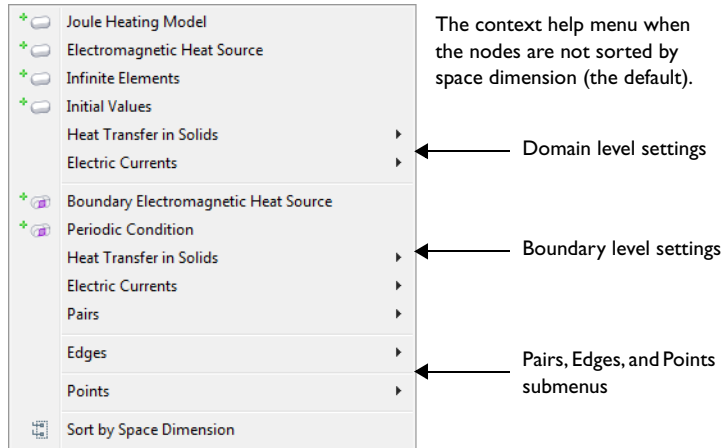 Joule Heating Model
Electromagnetic Heat Source
Infinite Elements
Initial Values
Heat Transfer in Solids
Electric Currents
Boundary Electromagnetic Heat Source
Periodic Condition
Heat Transfer in Solids
Electric Currents
Pairs
Edges
Points
Sort by Space Dimension
The context help menu when
the nodes are not sorted by
space dimension (the default).
Domain level settings
Boundary level settings
Pairs, Edges, and Points
submenus